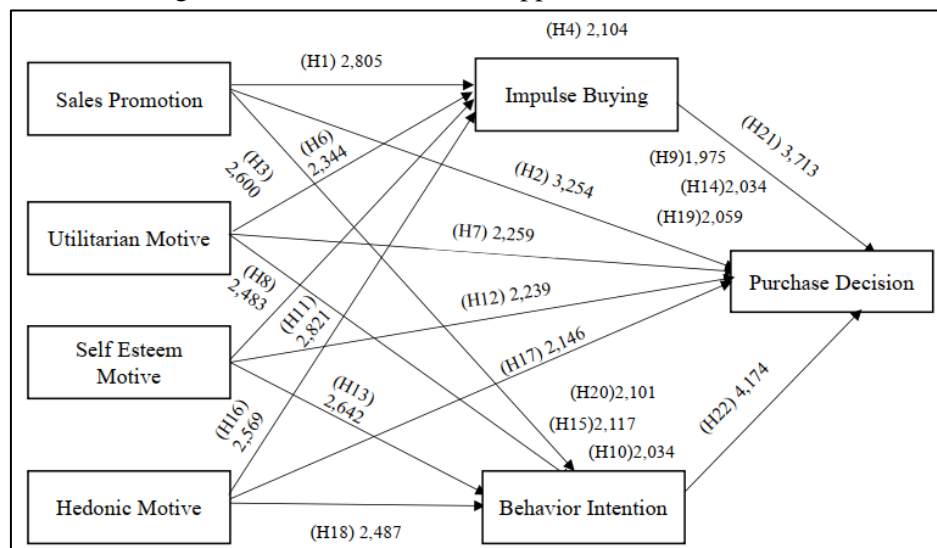 (H4) 2,104
(H1) 2,805
Sales Promotion
Impulse Buying
(H21) 3,713
(H6)
2,344
(H3)
2,600
(H2) 3,254
(H9)1,975
(H14)2,034
(H19)2,059
Utilitarian Motive
(H7) 2,259
Purchase Decision
(H8)
2,483
(H11)
2,821
(H12) 2,239
Self Esteem
Motive
(H17) 2,146
(H13)
2,642
(H20)2,101
(H15)2,117
(H10)2,034
(H22) 4,174
(H16)
2,569
Hedonic Motive
Behavior Intention
(H18) 2,487